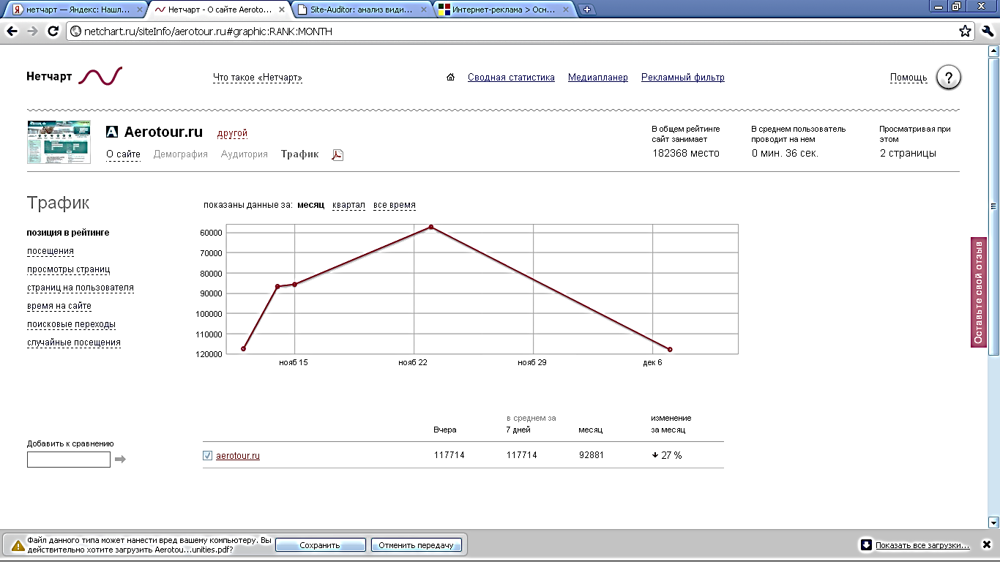 нетчарт — Яндекс: Нашл...
Нетчарт - О сайте Aeroto...
Site-Auditor: анализ види...
Интернет-реклама > Осн...
netchart.ru/siteInfo/aerotour.ru#graphic:RANK:MONTH
Нетчарт
Что такое «Нетчарт»
Сводная статистика
Медиапланер
Рекламный фильтр
Помощь
?
Aerotour.ru
другой
О сайте
Демография
Аудитория
Трафик
В общем рейтинге
сайт занимает
182368 место
В среднем пользователь
проводит на нем
0 мин. 36 сек.
Просматривая при
этом
2 страницы
Трафик
показаны данные за: месяц квартал все время
позиция в рейтинге
посещения
просмотры страниц
страниц на пользователя
время на сайте
поисковые переходы
случайные посещения
60000
70000
80000
90000
100000
110000
120000
нояб 15
нояб 22
нояб 29
дек 6
Оставьте свой отзыв
Вчера
в среднем за
7 дней
месяц
изменение
за месяц
Добавить к сравнению
aerotour.ru
117714
117714
92881
27 %
Файл данного типа может нанести вред вашему компьютеру. Вы
действительно хотите загрузить Aerotou...unities.pdf?
Сохранить
Отменить передачу
Показать все загрузки...